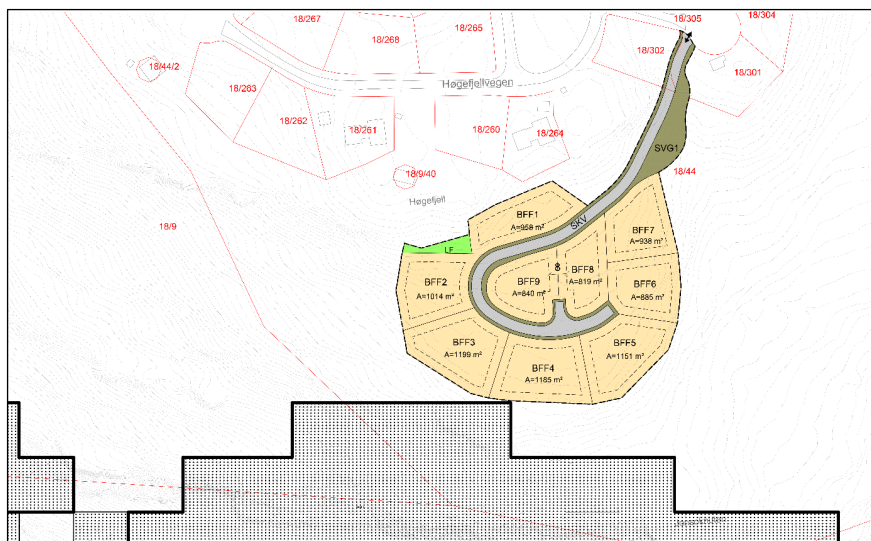 18/267
18/268
18/265
18/305
18/304
18/302
18/301
18/44/2
18/263
18/262
18/261
18/260
18/264
Høgefjellvegen
18/9/40
Høgefjell
18/9
SVG1
18/44
SKV
BFF1
A=958 m²
LF
BFF2
A=1014 m²
BFF3
A=1199 m²
BFF4
A=1185 m²
BFF5
A=1151 m²
BFF6
A=885 m²
BFF7
A=938 m²
BFF8
A=819 m²
BFF9
A=840 m²